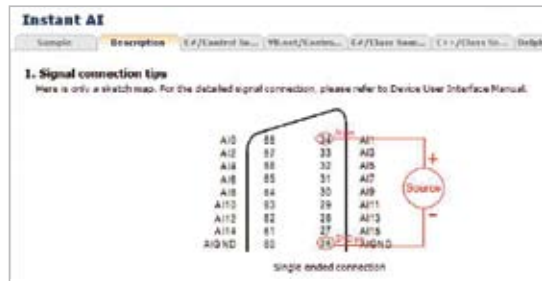 Instant AI
Sample Description C#/Control Sa... VB.net/Contro... C#/Class Sam... C++/Class Sa... Delph
1. Signal connection tips
Here is only a sketch map. For the detailed signal connection, please refer to Device User Interface Manual.
AI0 68 34 AI1
AI2 67 33 AI3
AI4 66 32 AI5
AI6 65 31 AI7
AI8 64 30 AI9
AI10 63 29 AI11
AI12 62 28 AI13
AI14 61 27 AI15
AIGND 60 26 AIGND
+
Source
−
Single ended connection